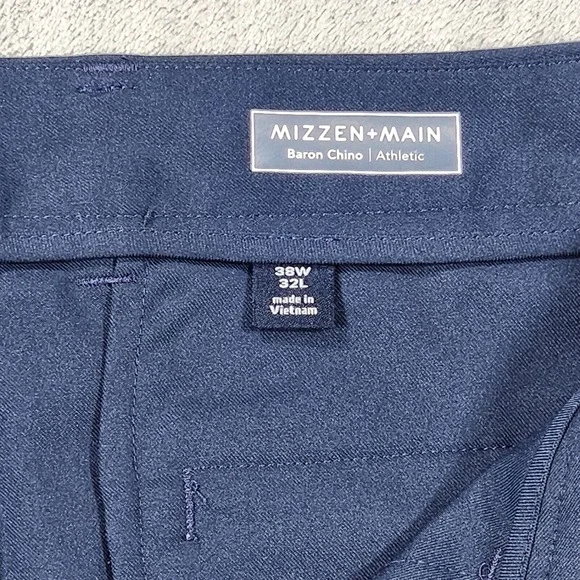 MIZZEN+MAIN
Baron Chino | Athletic
38W
32L
made in
Vietnam